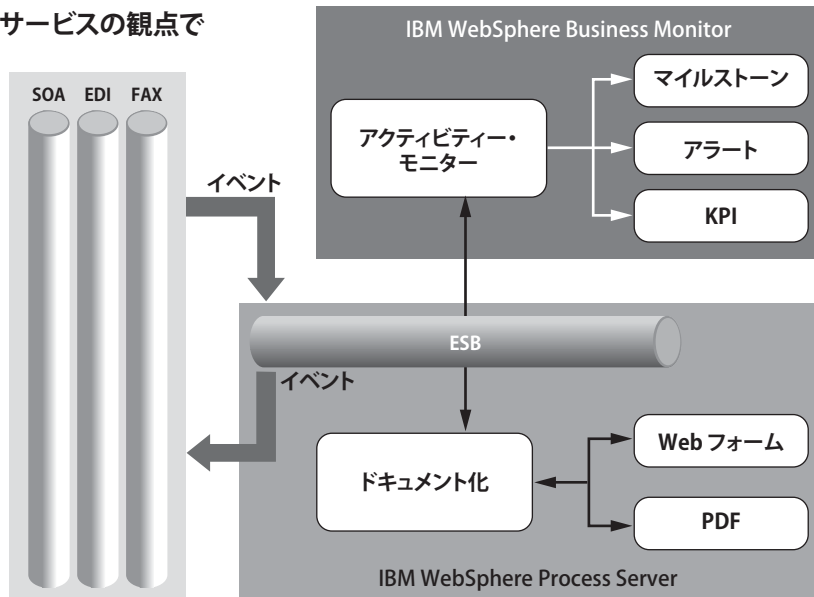 サービスの観点で
IBM WebSphere Business Monitor
SOA EDI FAX
マイルストーン
アクティビティー・
モニター
アラート
イベント
KPI
ESB
イベント
Web フォーム
ドキュメント化
PDF
IBM WebSphere Process Server